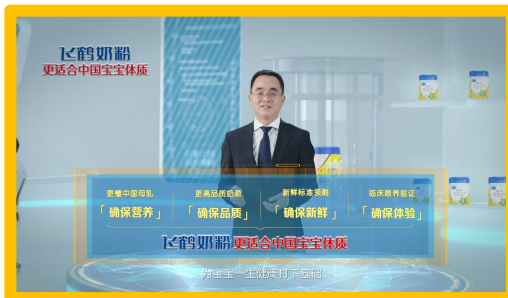 飞鹤奶粉
更适合中国宝宝体质
更懂中国母乳 更高品质奶源 新鲜标准领跑 临床喂养验证
「确保营养」 「确保品质」 「确保新鲜」 「确保体验」
飞鹤奶粉 更适合中国宝宝体质
为宝宝一生健康打下基础